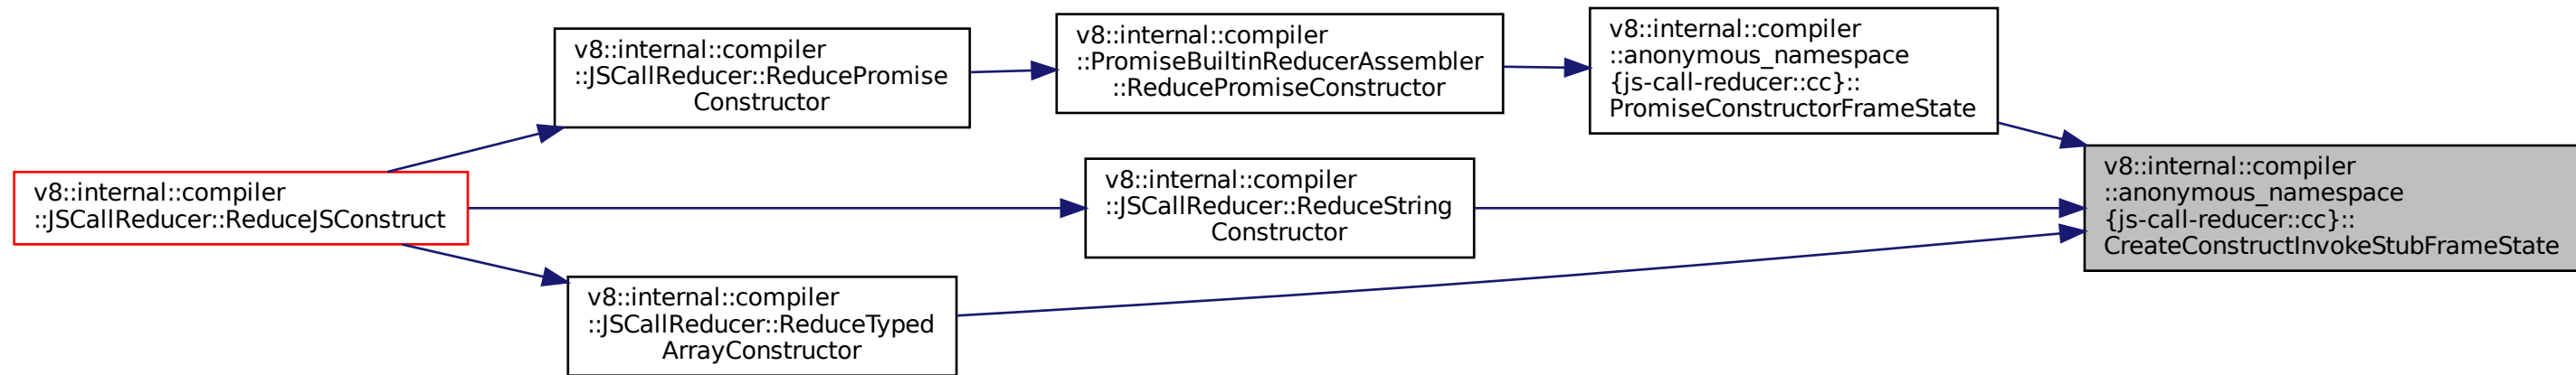 v8::internal::compiler
::JSCallReducer::ReduceJSConstruct
v8::internal::compiler
::JSCallReducer::ReducePromise
Constructor
v8::internal::compiler
::PromiseBuiltinReducerAssembler
::ReducePromiseConstructor
v8::internal::compiler
::anonymous_namespace
{js-call-reducer::cc}::
PromiseConstructorFrameState
v8::internal::compiler
::JSCallReducer::ReduceString
Constructor
v8::internal::compiler
::JSCallReducer::ReduceTyped
ArrayConstructor
v8::internal::compiler
::anonymous_namespace
{js-call-reducer::cc}::
CreateConstructInvokeStubFrameState